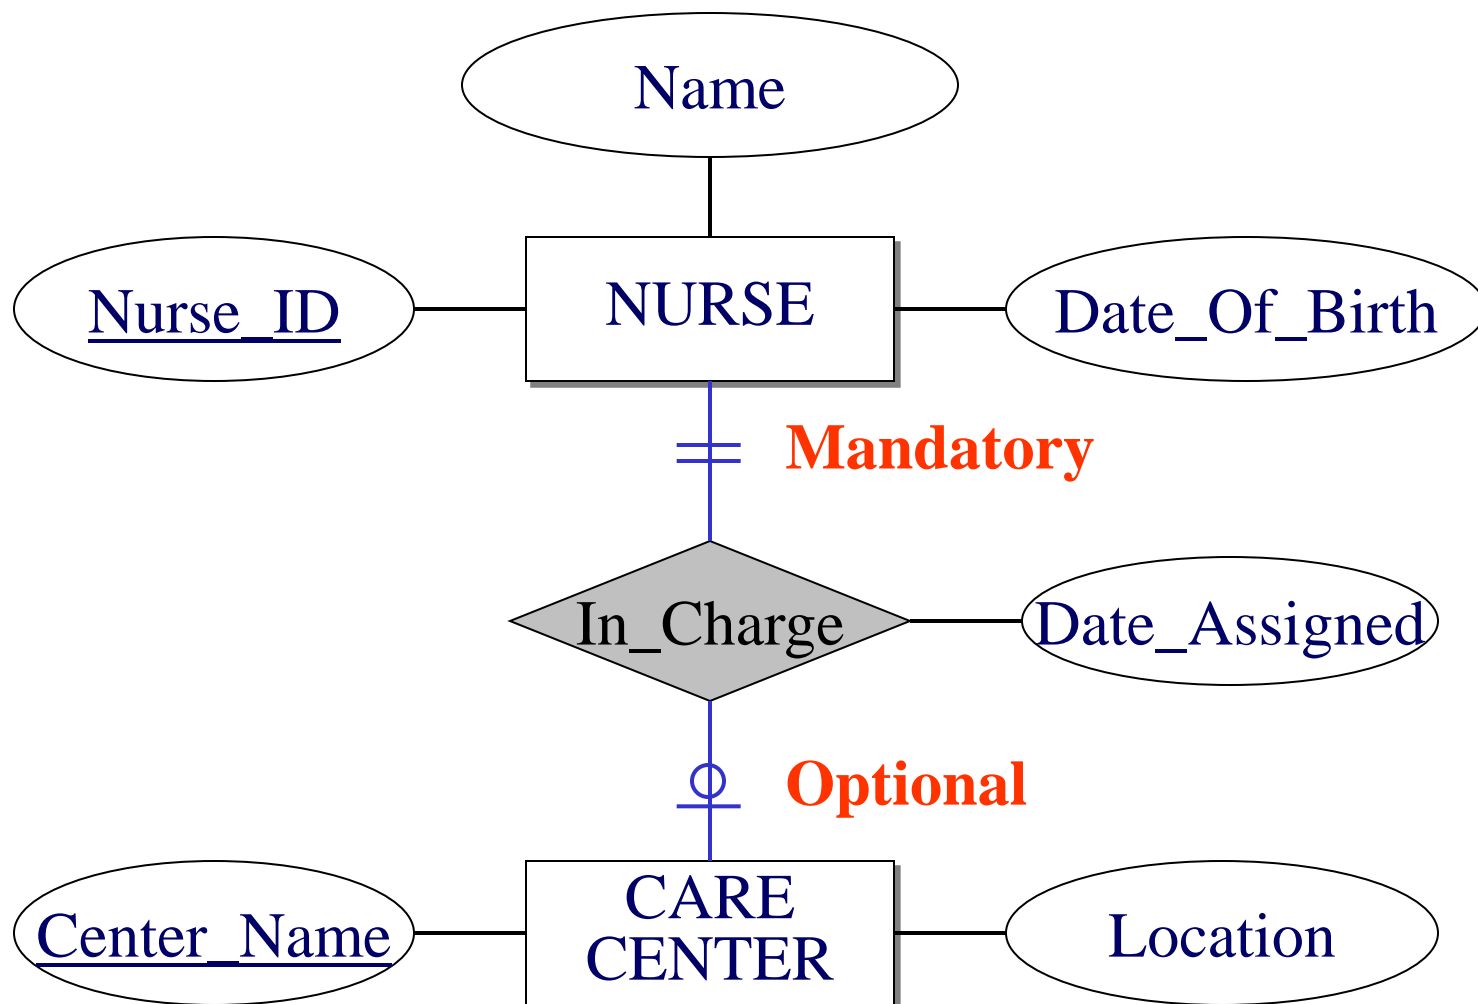 Name
Nurse_ID
NURSE
Date_Of_Birth
Mandatory
In_Charge
Date_Assigned
Optional
Center_Name
CARE
CENTER
Location